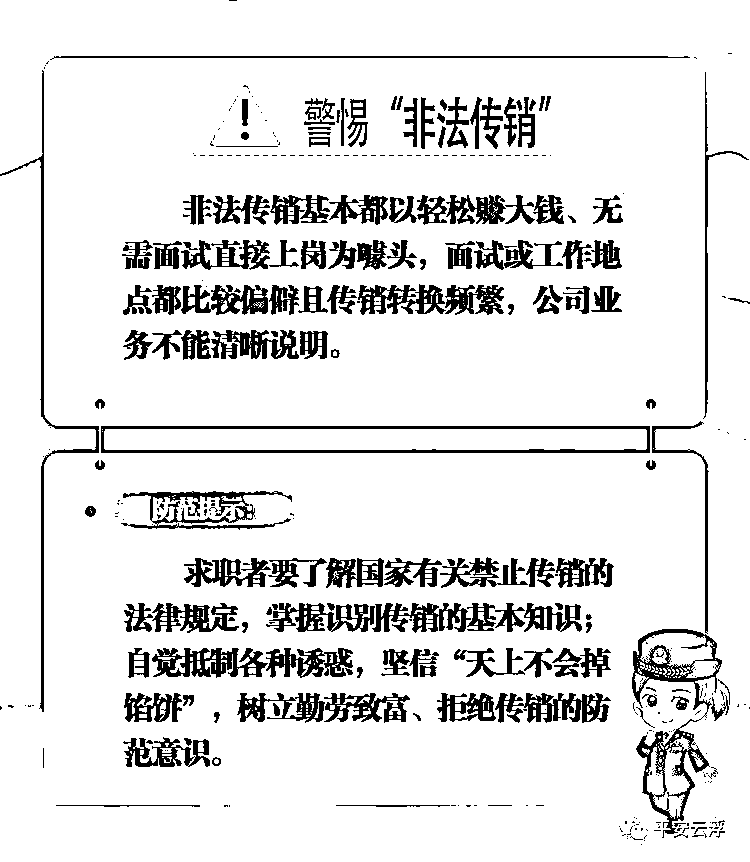 警惕“非法传销”
非法传销基本都以轻松赚大钱、无
需面试直接上岗为噱头，面试或工作地
点都比较偏僻且传销转换频繁，公司业
务不能清晰说明。
防范提示：
求职者要了解国家有关禁止传销的
法律规定，掌握识别传销的基本知识；
自觉抵制各种诱惑，坚信“天上不会掉
馅饼”，树立勤劳致富、拒绝传销的防
范意识。
平安云浮